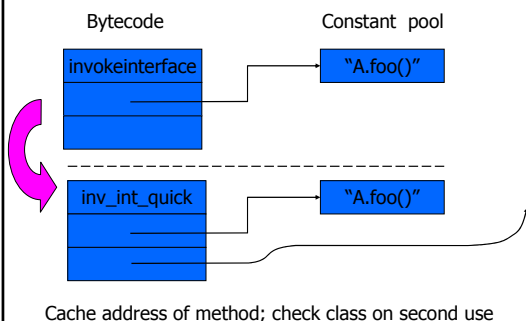 Bytecode Constant pool
invokeinterface “A.foo()”
inv_int_quick “A.foo()”
Cache address of method; check class on second use